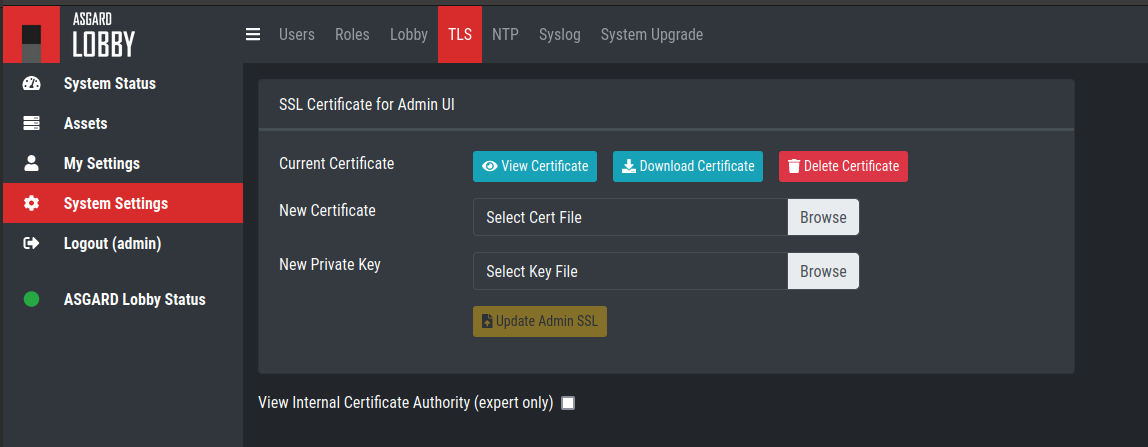 ASGARD
LOBBY
Users Roles Lobby TLS NTP Syslog System Upgrade
System Status
Assets
My Settings
System Settings
Logout (admin)
ASGARD Lobby Status
SSL Certificate for Admin UI
Current Certificate View Certificate Download Certificate Delete Certificate
New Certificate Select Cert File Browse
New Private Key Select Key File Browse
Update Admin SSL
View Internal Certificate Authority (expert only)